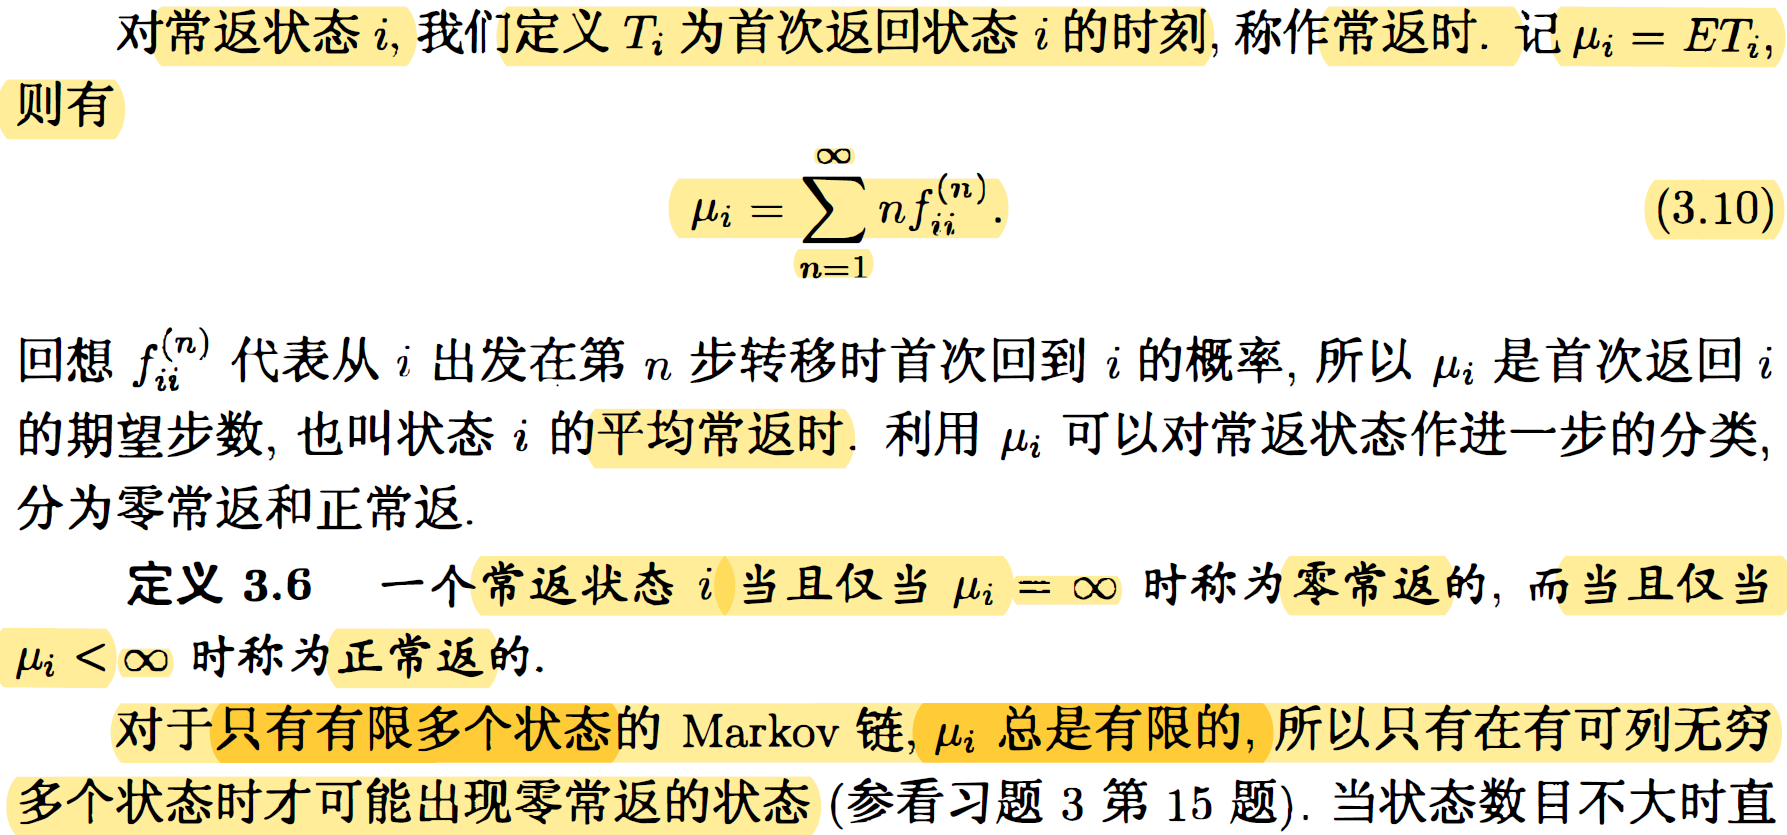 对常返状态 i, 我们定义 T_i 为首次返回状态 i 的时刻, 称作常返时. 记 μ_i = ET_i,
则有
μ_i = ∑_{n=1}^{∞} n f_{ii}^{(n)}. (3.10)
回想 f_{ii}^{(n)} 代表从 i 出发在第 n 步转移时首次回到 i 的概率, 所以 μ_i 是首次返回 i
的期望步数, 也叫状态 i 的平均常返时. 利用 μ_i 可以对常返状态作进一步的分类,
分为零常返和正常返.
定义 3.6 一个常返状态 i 当且仅当 μ_i = ∞ 时称为零常返的, 而当且仅当
μ_i < ∞ 时称为正常返的.
对于只有有限多个状态的 Markov 链, μ_i 总是有限的, 所以只有在有可列无穷
多个状态时才可能出现零常返的状态 (参看习题 3 第 15 题). 当状态数目不大时直